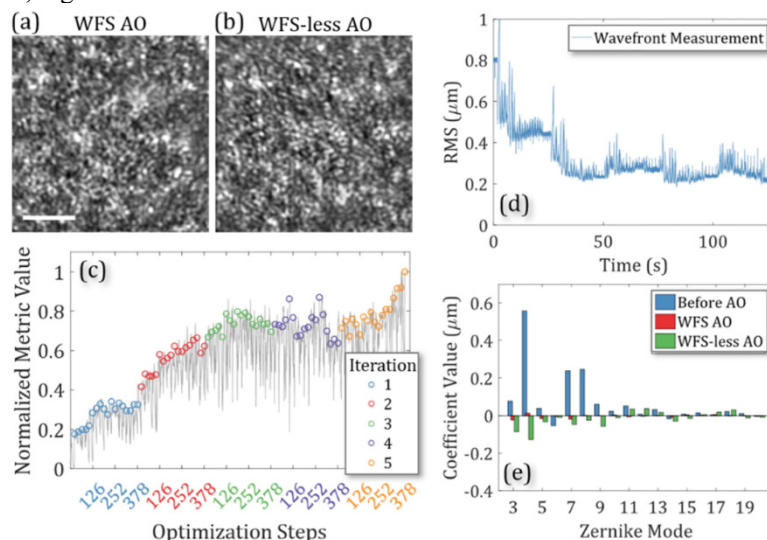 (a) WFS AO
(b) WFS-less AO
(c)
Normalized Metric Value
1
0.8
0.6
0.4
0.2
0
126 252 378 126 252 378 126 252 378 126 252 378 126 252 378
Optimization Steps
Iteration
1
2
3
4
5
(d)
Wavefront Measurement
RMS (μm)
1
0.8
0.6
0.4
0.2
0
0 50 100
Time (s)
(e)
Before AO
WFS AO
WFS-less AO
Coefficient Value (μm)
0.6
0.4
0.2
0
-0.2
-0.4
3 5 7 9 11 13 15 17 19
Zernike Mode